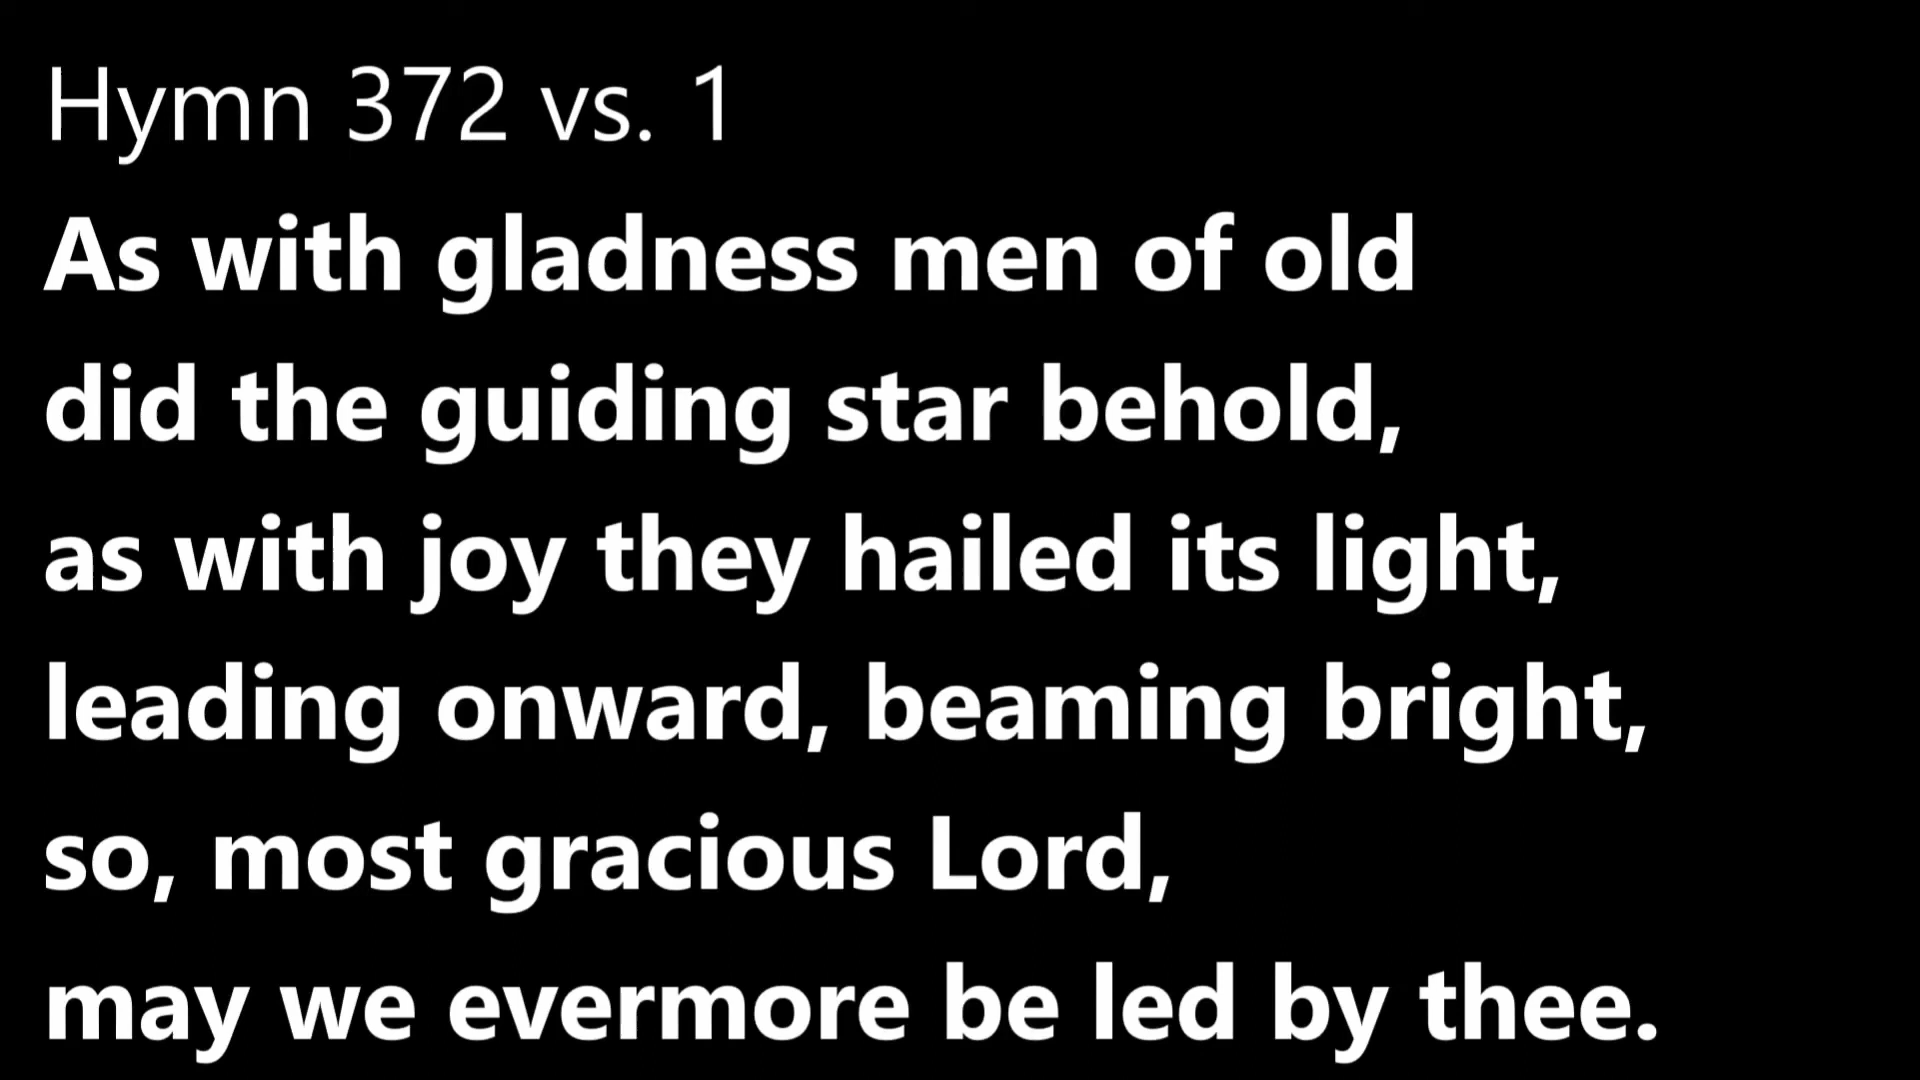 Hymn 372 vs. 1
As with gladness men of old
did the guiding star behold,
as with joy they hailed its light,
leading onward, beaming bright,
so, most gracious Lord,
may we evermore be led by thee.